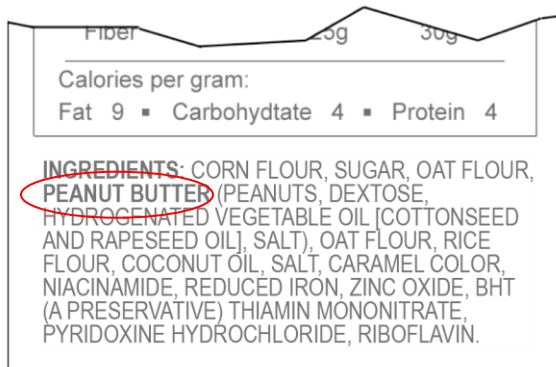 Fiber 25g 30g
Calories per gram:
Fat 9 ▪ Carbohydtate 4 ▪ Protein 4
INGREDIENTS: CORN FLOUR, SUGAR, OAT FLOUR,
PEANUT BUTTER (PEANUTS, DEXTOSE,
HYDROGENATED VEGETABLE OIL [COTTONSEED
AND RAPESEED OIL], SALT), OAT FLOUR, RICE
FLOUR, COCONUT OIL, SALT, CARAMEL COLOR,
NIACINAMIDE, REDUCED IRON, ZINC OXIDE, BHT
(A PRESERVATIVE) THIAMIN MONONITRATE,
PYRIDOXINE HYDROCHLORIDE, RIBOFLAVIN.